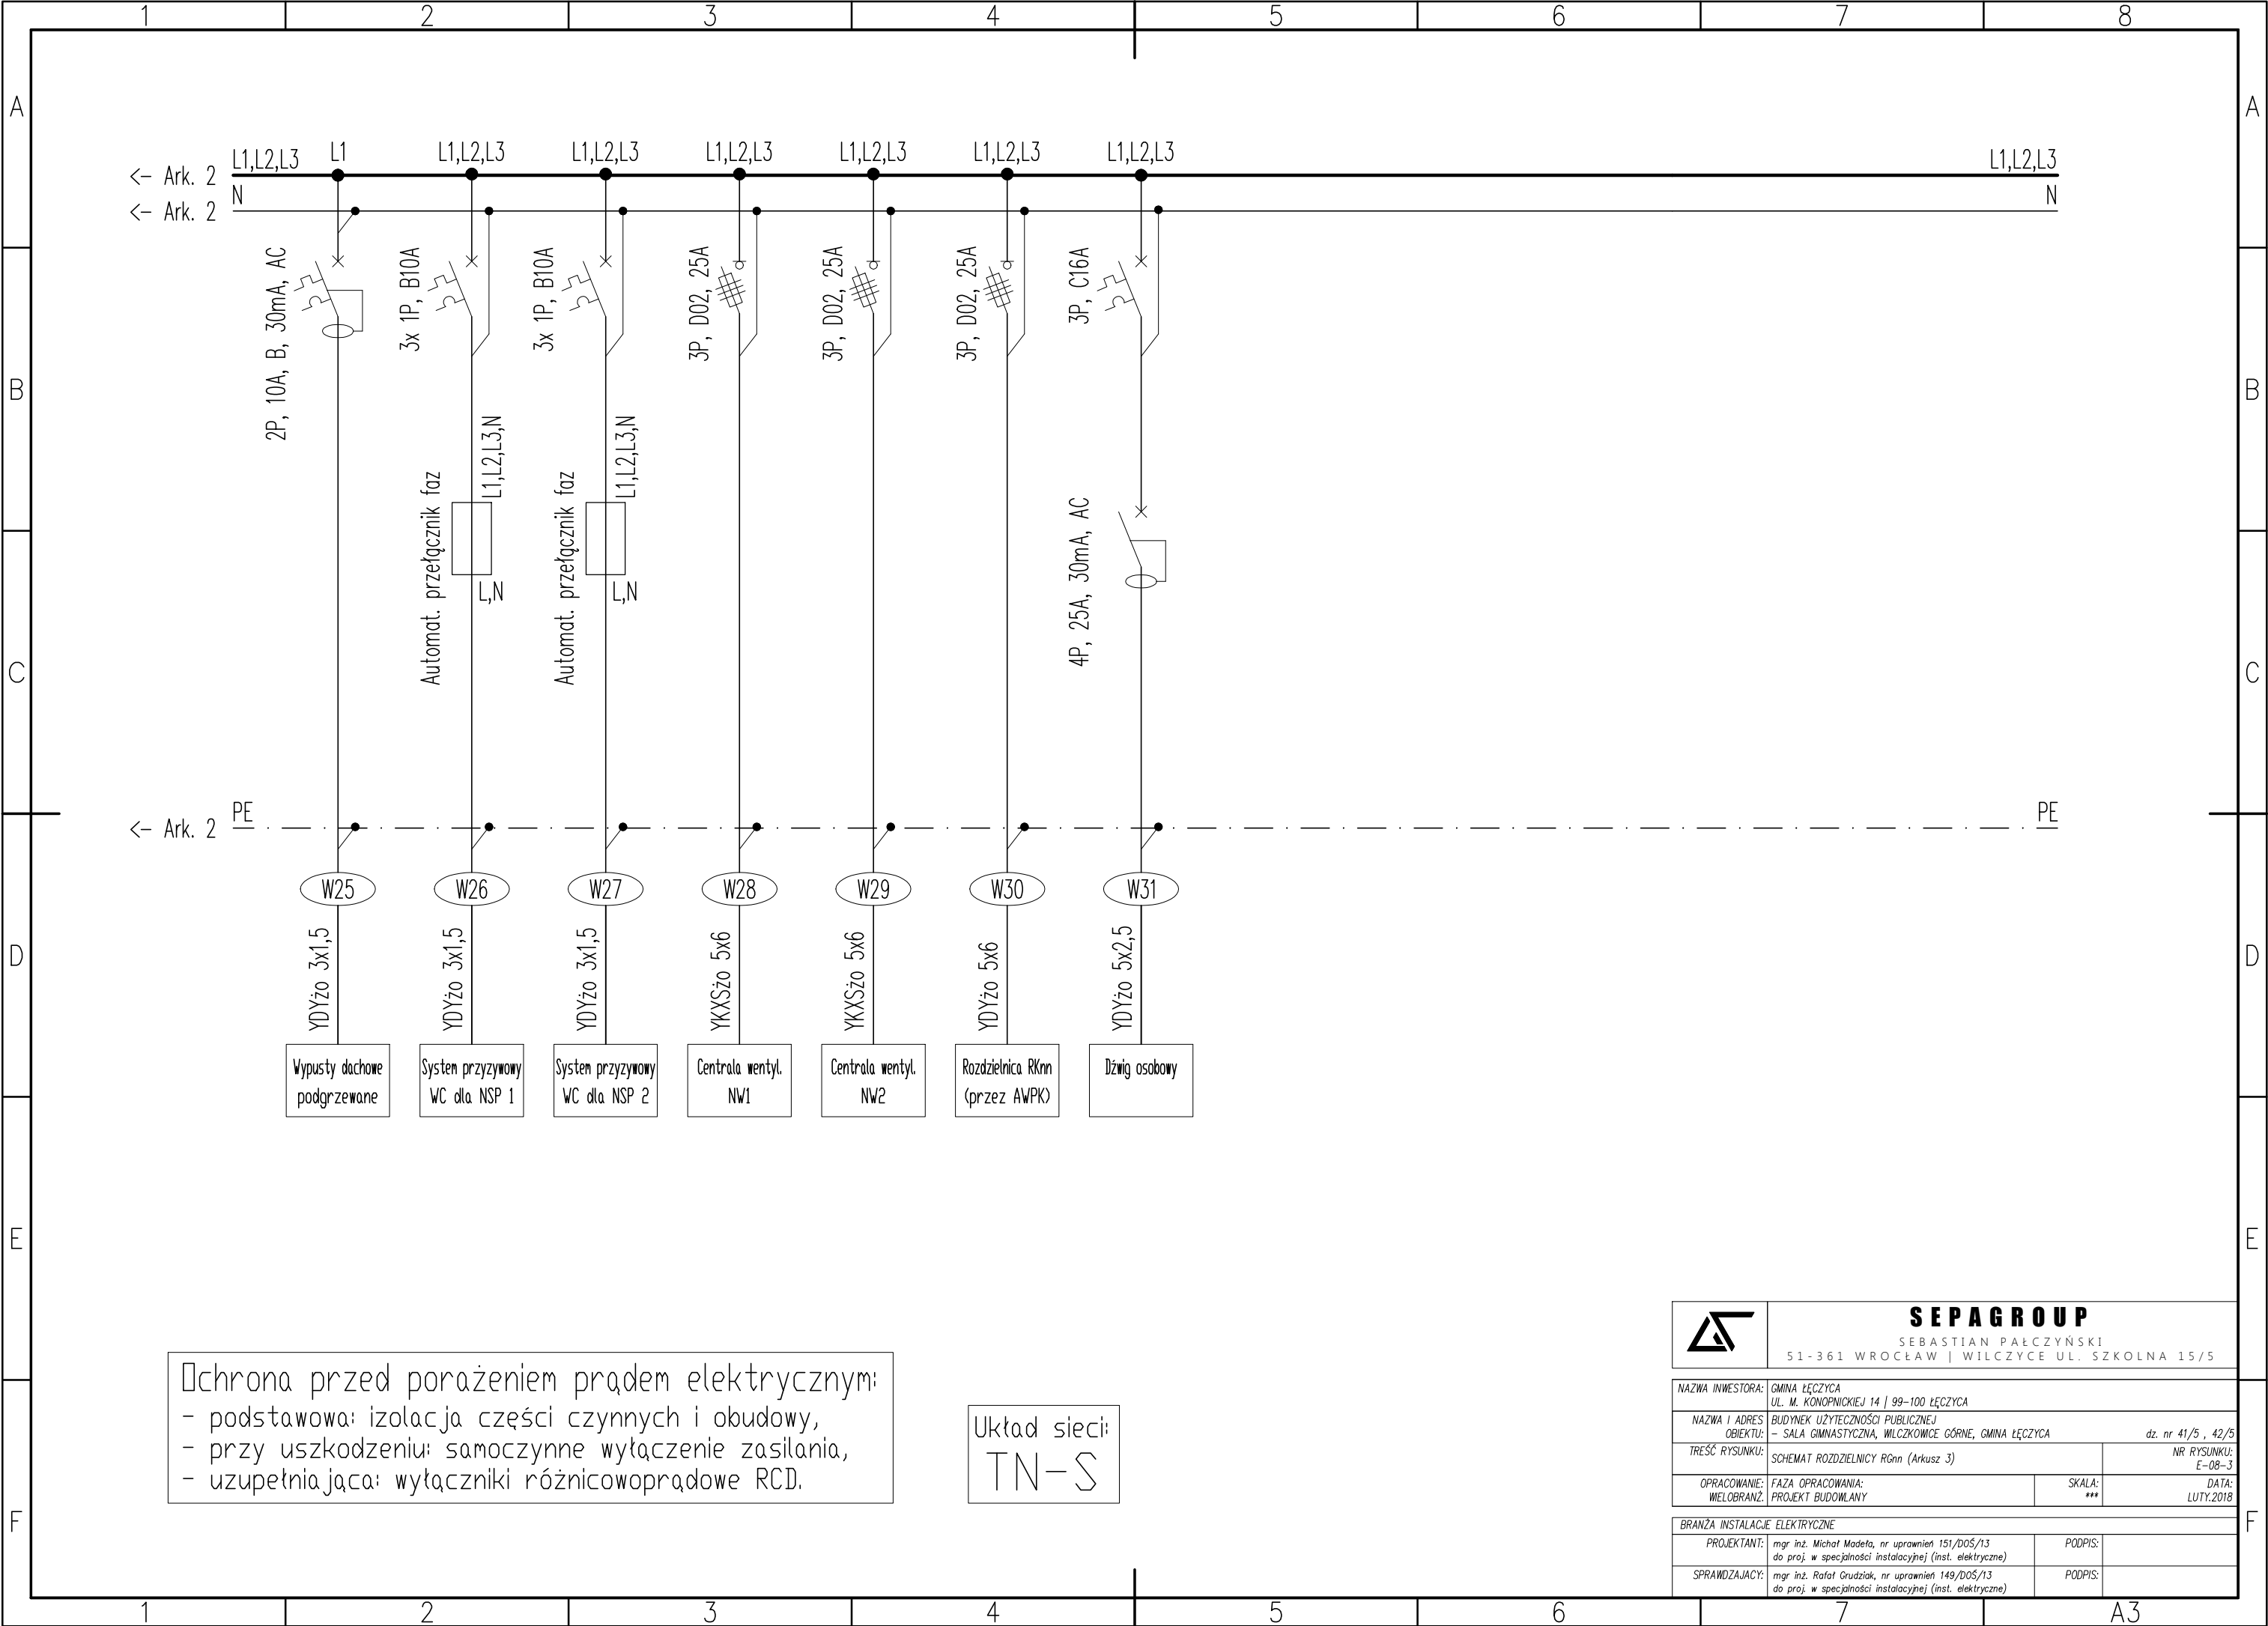 1 2 3 4 5 6 7 8
A A
L1,L2,L3 L1 L1,L2,L3 L1,L2,L3 L1,L2,L3 L1,L2,L3 L1,L2,L3 L1,L2,L3 L1,L2,L3
<- Ark. 2
N N
<- Ark. 2
2P, 10A, B, 30mA, AC
3x 1P, B10A
3x 1P, B10A
3P, D02, 25A
3P, D02, 25A
3P, D02, 25A
3P, C16A
B B
L1,L2,L3,N
L1,L2,L3,N
Automat. przełącznik faz
Automat. przełącznik faz
L,N L,N
4P, 25A, 30mA, AC
C C
PE PE
<- Ark. 2
W25 W26 W27 W28 W29 W30 W31
D D
YDYżo 3x1,5
YDYżo 3x1,5
YDYżo 3x1,5
YKXSżo 5x6
YKXSżo 5x6
YDYżo 5x6
YDYżo 5x2,5
Wypusty dachowe
podgrzewane
System przyzywowy
WC dla NSP 1
System przyzywowy
WC dla NSP 2
Centrala wentyl.
NW1
Centrala wentyl.
NW2
Rozdzielnica RKnn
(przez AWPK)
Dźwig osobowy
E E
Ochrona przed porażeniem prądem elektrycznym:
- podstawowa: izolacja części czynnych i obudowy,
- przy uszkodzeniu: samoczynne wyłączenie zasilania,
- uzupełniająca: wyłączniki różnicowoprądowe RCD.
Układ sieci:
TN-S
SEPAGROUP
SEBASTIAN PAŁCZYŃSKI
51-361 WROCŁAW | WILCZYCE UL. SZKOLNA 15/5
NAZWA INWESTORA: GMINA ŁĘCZYCA
UL. M. KONOPNICKIEJ 14 | 99-100 ŁĘCZYCA
NAZWA I ADRES BUDYNEK UŻYTECZNOŚCI PUBLICZNEJ
OBIEKTU: - SALA GIMNASTYCZNA, WILCZKOWICE GÓRNE, GMINA ŁĘCZYCA dz. nr 41/5 , 42/5
TREŚĆ RYSUNKU: SCHEMAT ROZDZIELNICY RGnn (Arkusz 3) NR RYSUNKU:
E-08-3
OPRACOWANIE: FAZA OPRACOWANIA: SKALA: DATA:
WIELOBRANŻ. PROJEKT BUDOWLANY *** LUTY.2018
BRANŻA INSTALACJE ELEKTRYCZNE
PROJEKTANT: mgr inż. Michał Madeła, nr uprawnień 151/DOŚ/13 PODPIS:
do proj. w specjalności instalacyjnej (inst. elektryczne)
SPRAWDZAJACY: mgr inż. Rafał Grudziak, nr uprawnień 149/DOŚ/13 PODPIS:
do proj. w specjalności instalacyjnej (inst. elektryczne)
F F
1 2 3 4 5 6 7 A3